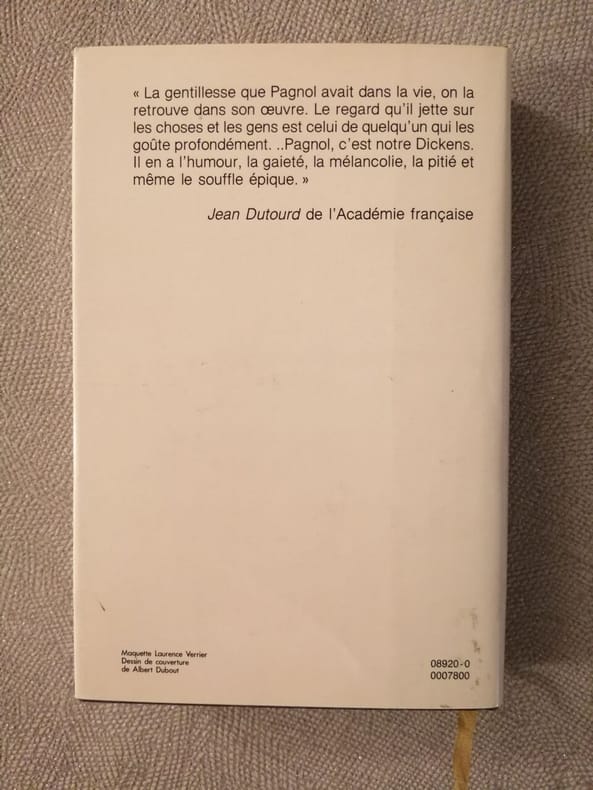 « La gentillesse que Pagnol avait dans la vie, on la
retrouve dans son œuvre. Le regard qu'il jette sur
les choses et les gens est celui de quelqu'un qui les
goûte profondément. ..Pagnol, c'est notre Dickens.
Il en a l'humour, la gaieté, la mélancolie, la pitié et
même le souffle épique. »
Jean Dutourd de l'Académie française
Maquette Laurence Verrier
Dessin de couverture
de Albert Dubout
08920-0
0007800